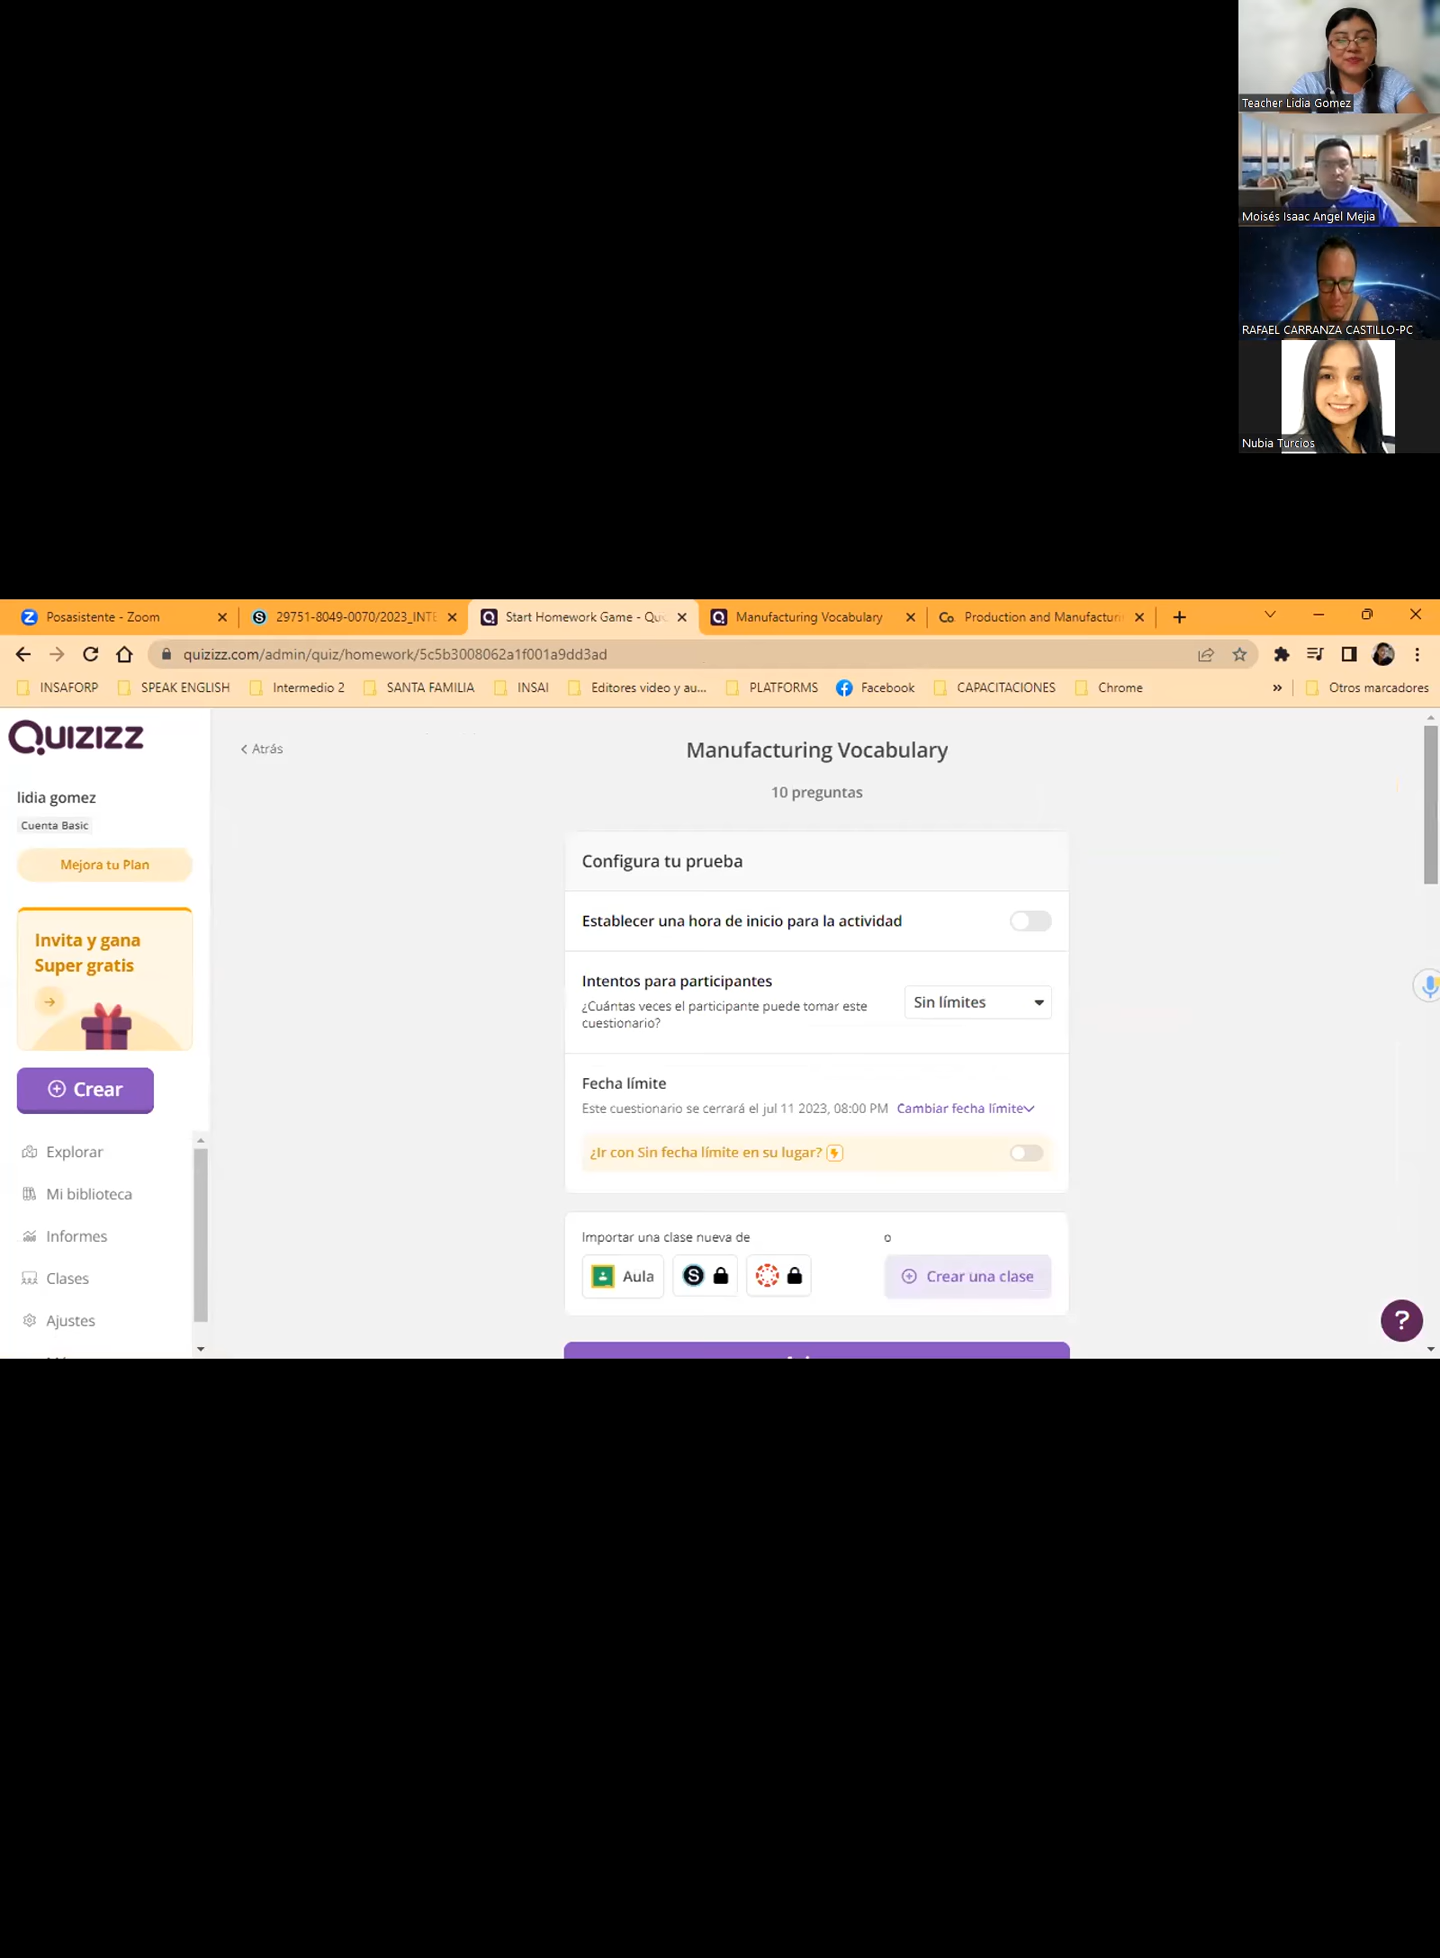 Teacher Lidia Gomez
Moisés Isaac Angel Mejia
RAFAEL CARRANZA CASTILLO-PC
Nubia Turcios
Posasistente - Zoom
29751-8049-0070/2023_INTE
Start Homework Game - Qu
Manufacturing Vocabulary
Production and Manufacturin
quizizz.com/admin/quiz/homework/5c5b3008062a1f001a9dd3ad
INSAFORP
SPEAK ENGLISH
Intermedio 2
SANTA FAMILIA
INSAI
Editores video y au...
PLATFORMS
Facebook
CAPACITACIONES
Chrome
»
Otros marcadores
QUIZIZZ
lidia gomez
Cuenta Basic
Mejora tu Plan
Invita y gana
Super gratis
Crear
Explorar
Mi biblioteca
Informes
Clases
Ajustes
Atrás
Manufacturing Vocabulary
10 preguntas
Configura tu prueba
Establecer una hora de inicio para la actividad
Intentos para participantes
¿Cuántas veces el participante puede tomar este
cuestionario?
Sin límites
Fecha límite
Este cuestionario se cerrará el jul 11 2023, 08:00 PM Cambiar fecha límite
¿Ir con Sin fecha límite en su lugar?
Importar una clase nueva de
o
Aula
Crear una clase
?